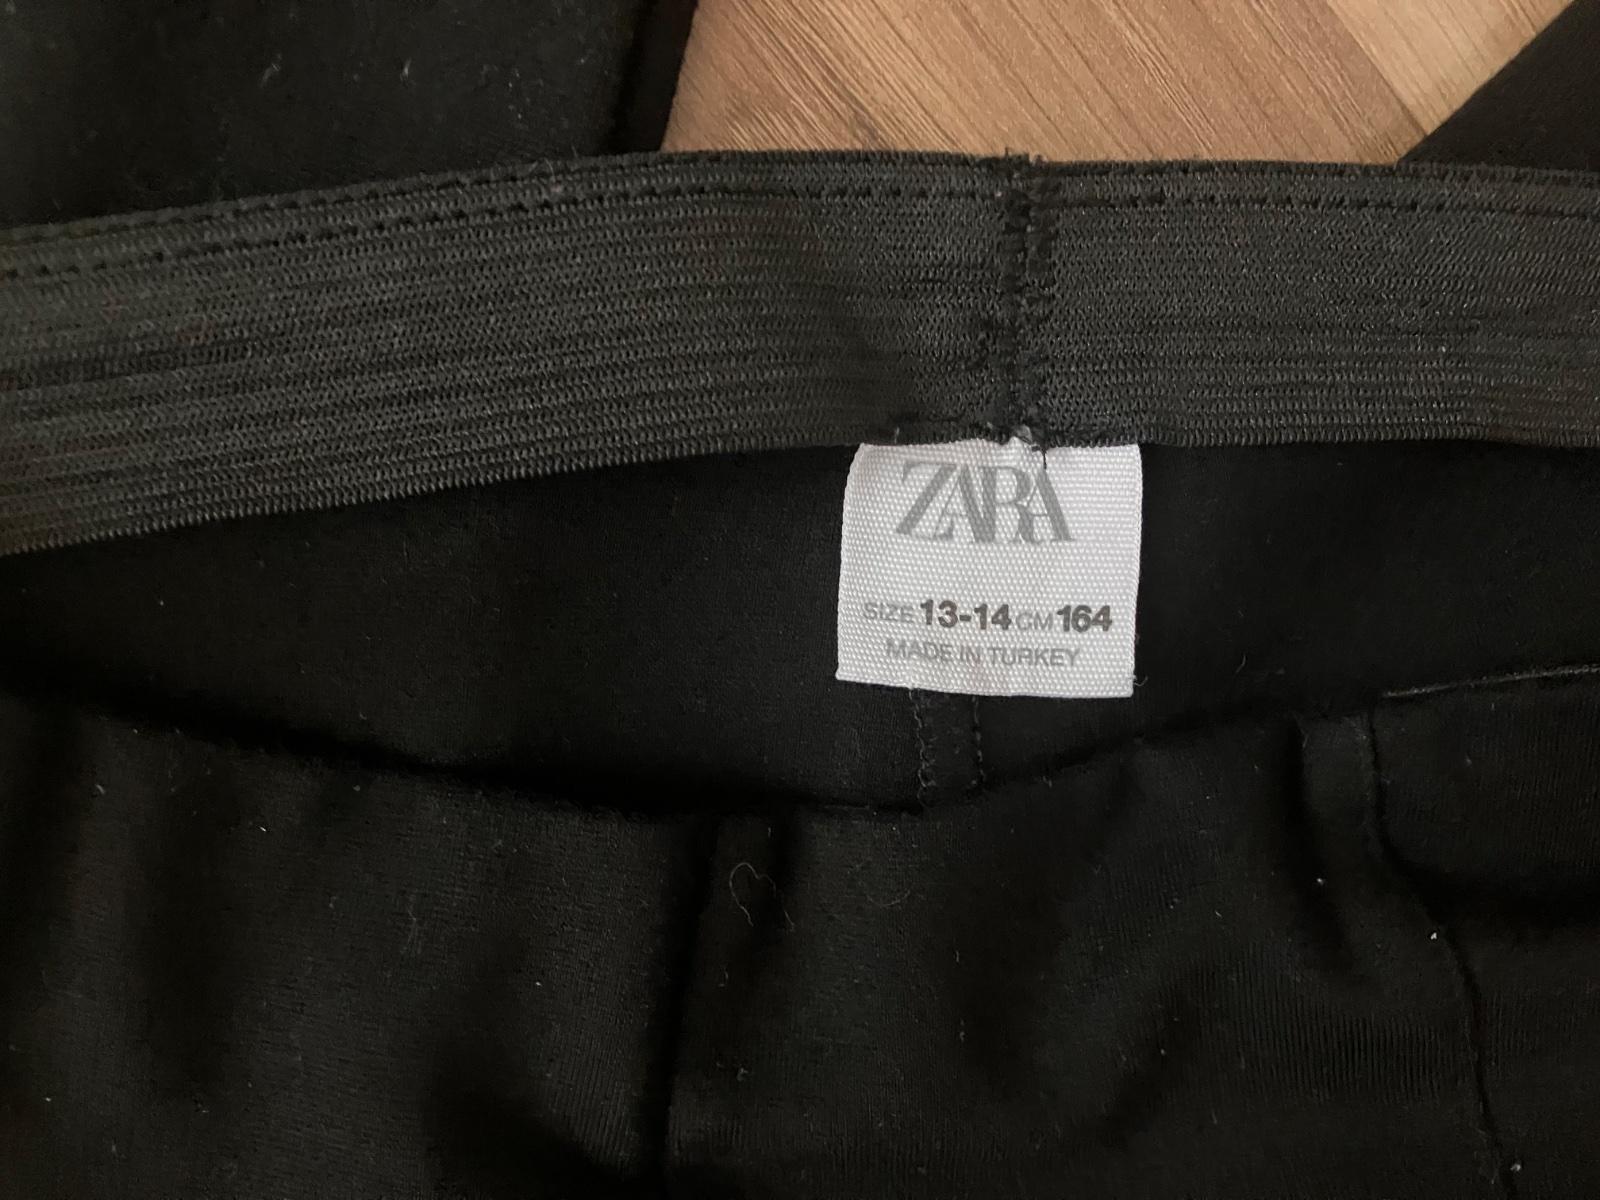 ZARA
SIZE 13-14 CM 164
MADE IN TURKEY